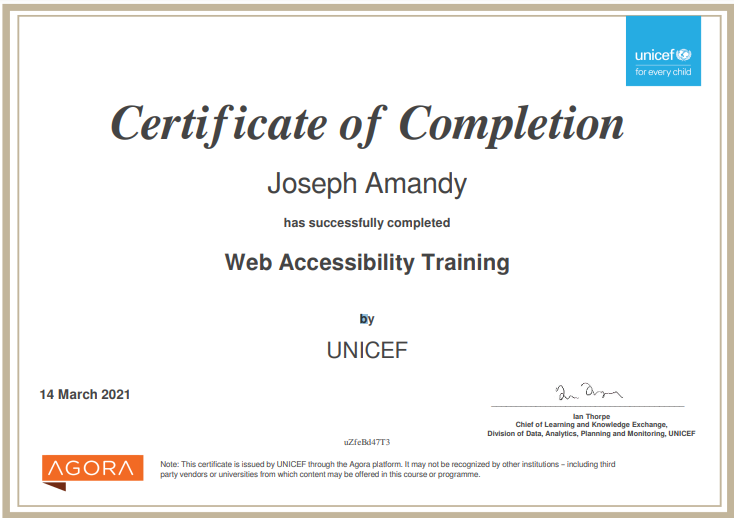 unicef
for every child
Certificate of Completion
Joseph Amandy
has successfully completed
Web Accessibility Training
by
UNICEF
14 March 2021
Ian Thorpe
Chief of Learning and Knowledge Exchange,
Division of Data, Analytics, Planning and Monitoring, UNICEF
uZfeBd47T3
AGORA
Note: This certificate is issued by UNICEF through the Agora platform. It may not be recognized by other institutions – including third
party vendors or universities from which content may be offered in this course or programme.